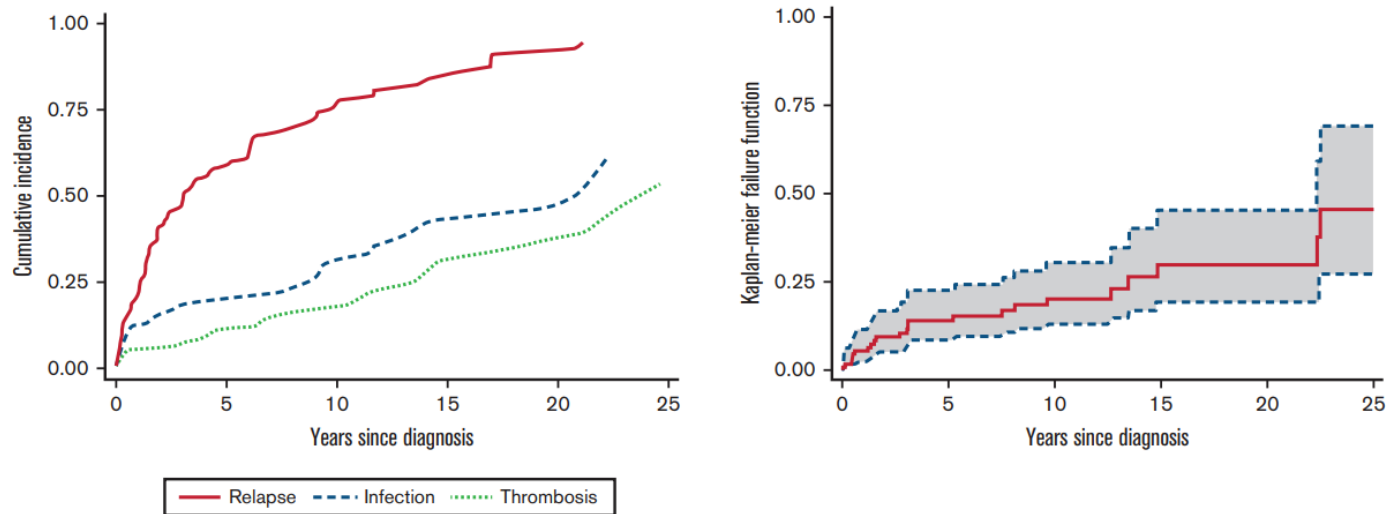 1.00
0.75
0.50
0.25
0.00
Cumulative incidence
0 5 10 15 20 25
Years since diagnosis
Relapse Infection Thrombosis
1.00
0.75
0.50
0.25
0.00
Kaplan-meier failure function
0 5 10 15 20 25
Years since diagnosis